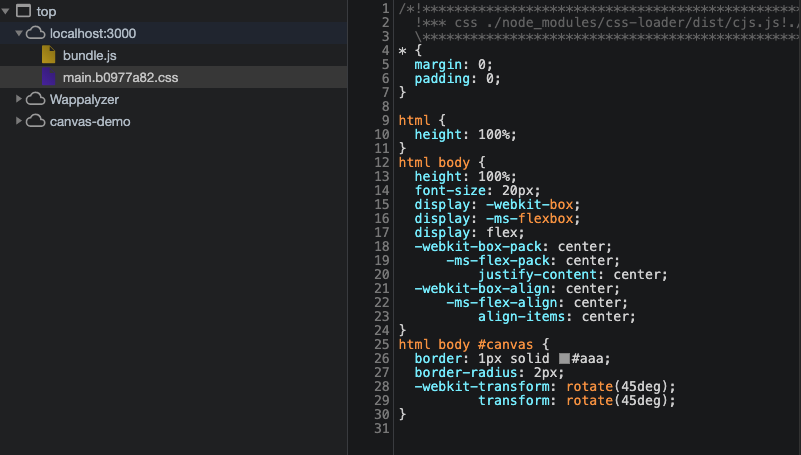 top
localhost:3000
bundle.js
main.b0977a82.css
Wappalyzer
canvas-demo
1 /*!************************************************
2   !*** css ./node_modules/css-loader/dist/cjs.js!./
3   \************************************************
4 * {
5   margin: 0;
6   padding: 0;
7 }
8
9 html {
10   height: 100%;
11 }
12 html body {
13   height: 100%;
14   font-size: 20px;
15   display: -webkit-box;
16   display: -ms-flexbox;
17   display: flex;
18   -webkit-box-pack: center;
19       -ms-flex-pack: center;
20           justify-content: center;
21   -webkit-box-align: center;
22       -ms-flex-align: center;
23           align-items: center;
24 }
25 html body #canvas {
26   border: 1px solid #aaa;
27   border-radius: 2px;
28   -webkit-transform: rotate(45deg);
29           transform: rotate(45deg);
30 }
31